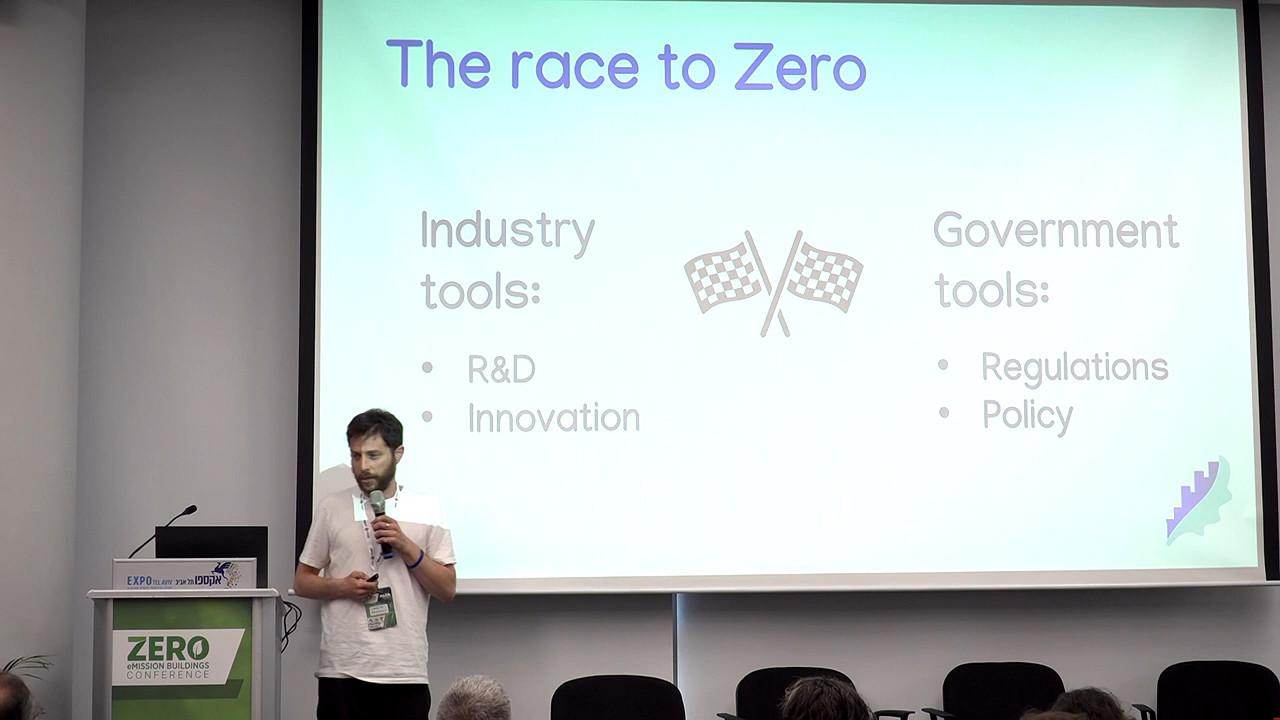 The race to Zero
Industry
tools:
• R&D
• Innovation
Government
tools:
• Regulations
• Policy
EXPO TEL AVIV אקספו תל אביב
ZERO
eMISSION BUILDINGS
CONFERENCE